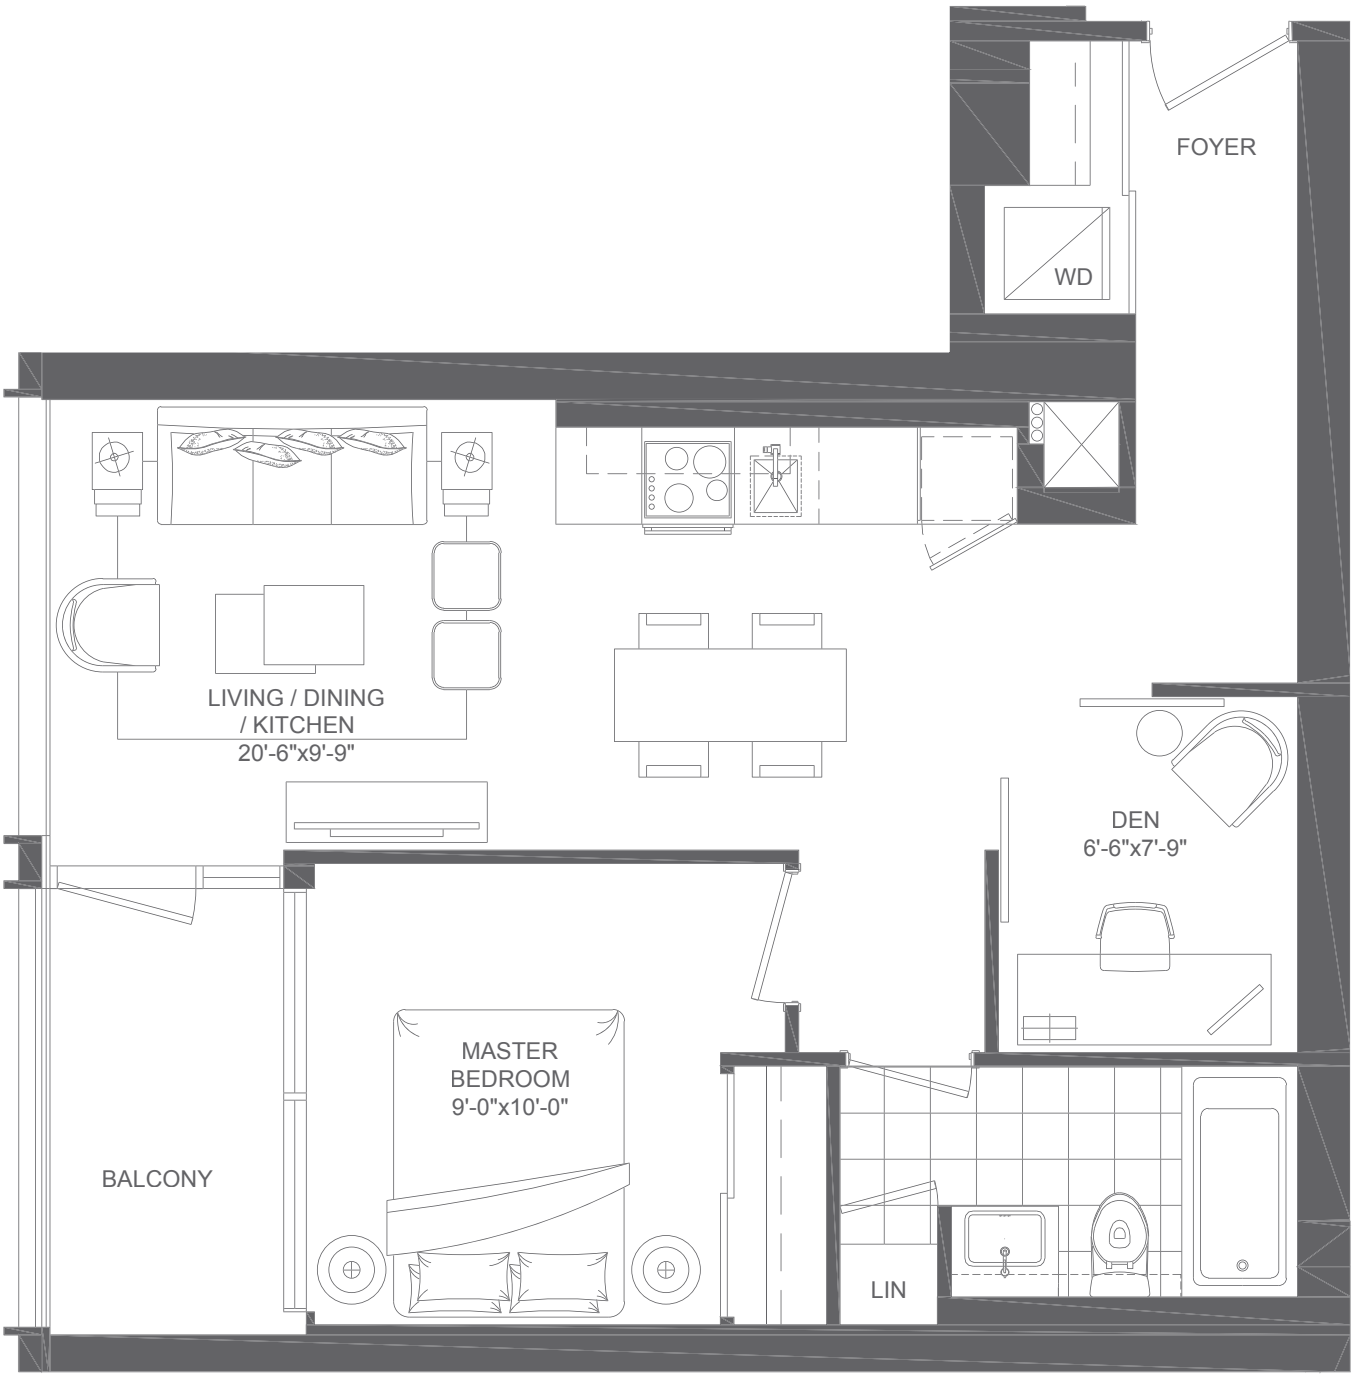 FOYER
WD
LIVING / DINING
/ KITCHEN
20'-6"x9'-9"
DEN
6'-6"x7'-9"
MASTER
BEDROOM
9'-0"x10'-0"
BALCONY
LIN